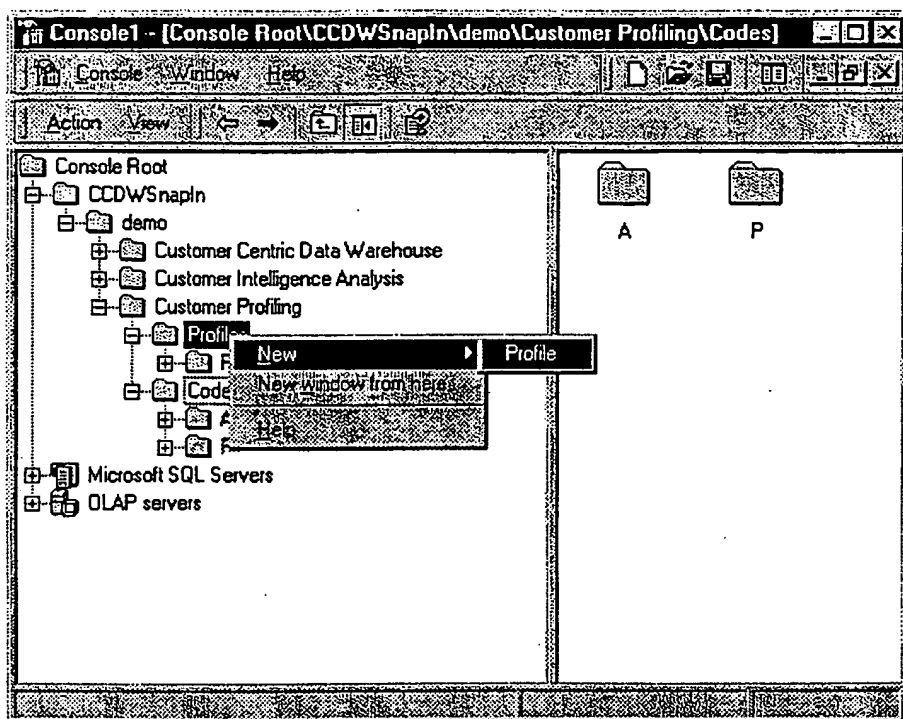 Console1 - [Console Root\CCDWSnapIn\demo\Customer Profiling\Codes]
Console Window Help
Action View
Console Root
CCDWSnapIn
demo
Customer Centric Data Warehouse
Customer Intelligence Analysis
Customer Profiling
New Profile
New window from here
Code
Help
Microsoft SQL Servers
OLAP servers
A P